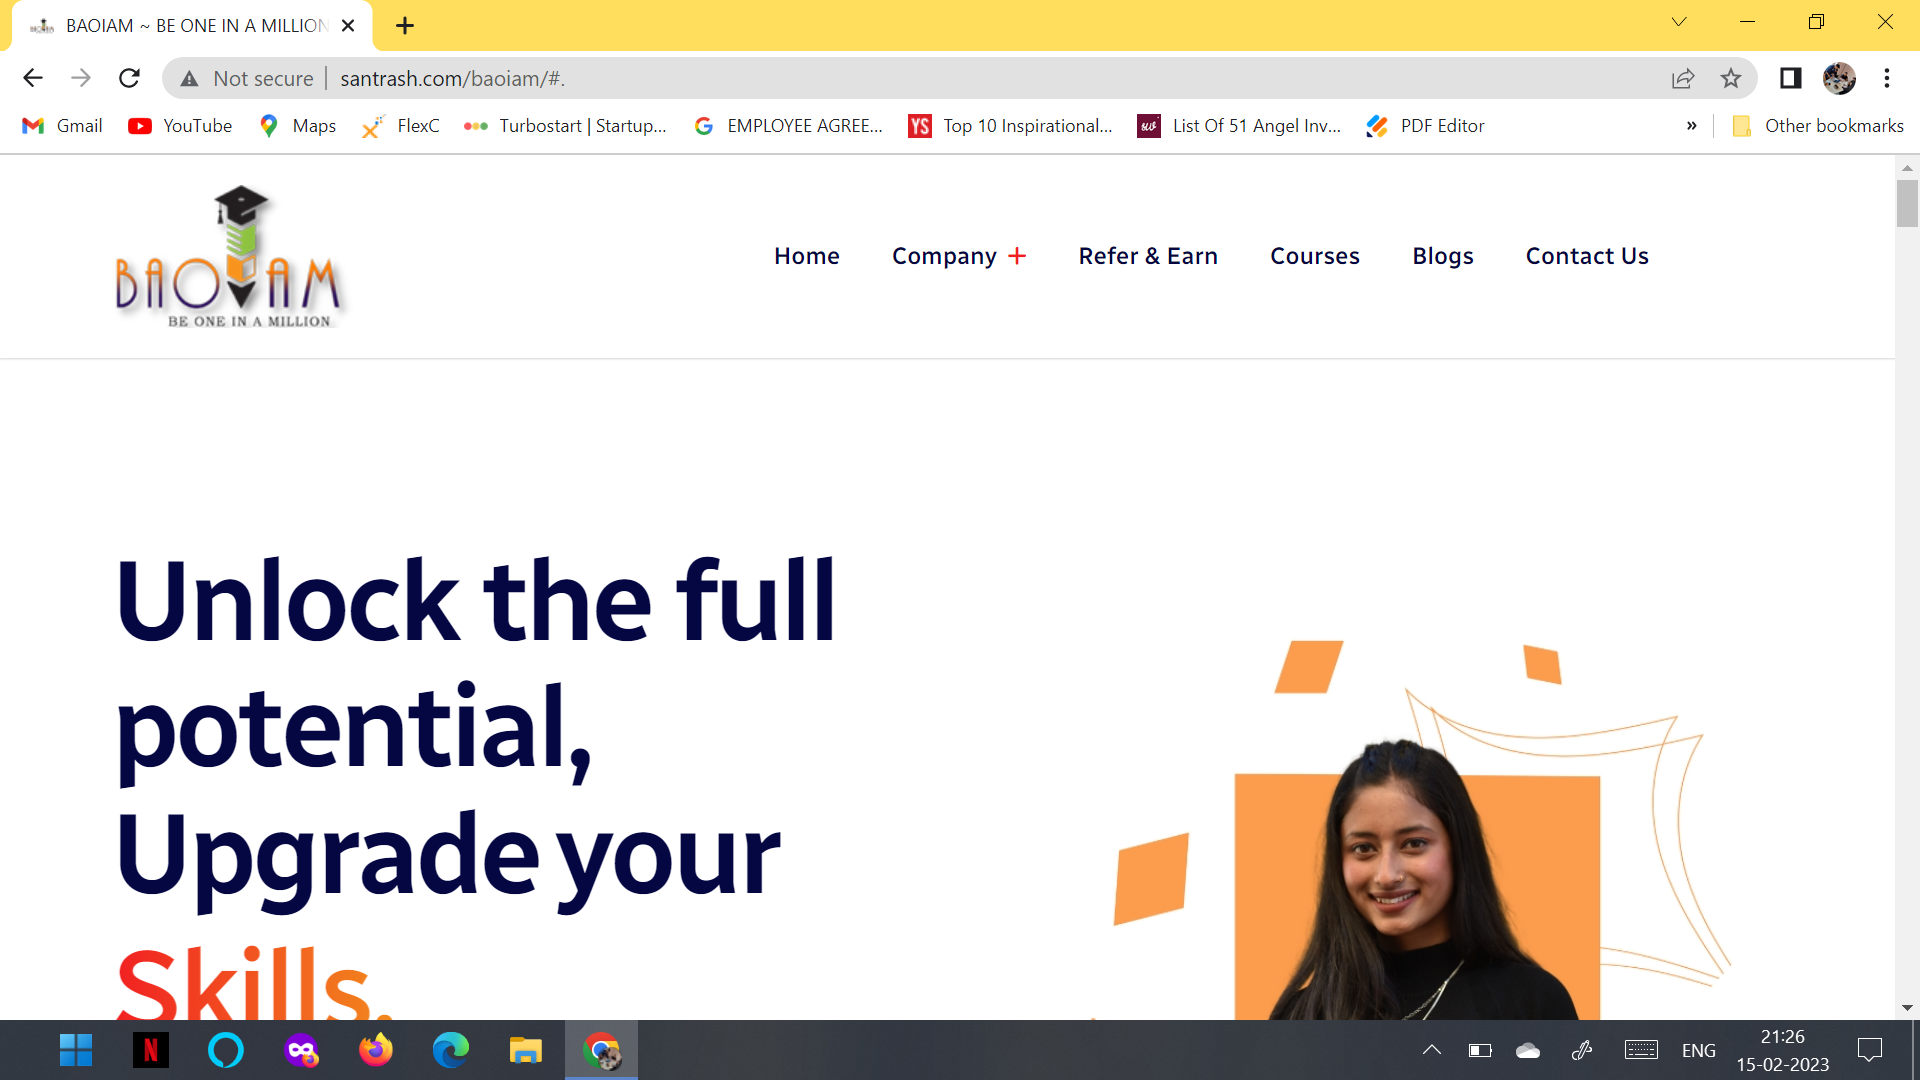 BAOIAM ~ BE ONE IN A MILLION
Not secure
santrash.com/baoiam/#.
Gmail
YouTube
Maps
FlexC
Turbostart | Startup...
EMPLOYEE AGREE...
YS
Top 10 Inspirational...
List Of 51 Angel Inv...
PDF Editor
»
Other bookmarks
BAOIAM
BE ONE IN A MILLION
Home
Company +
Refer & Earn
Courses
Blogs
Contact Us
Unlock the full
potential,
Upgrade your
Skills.
N
ENG
21:26
15-02-2023